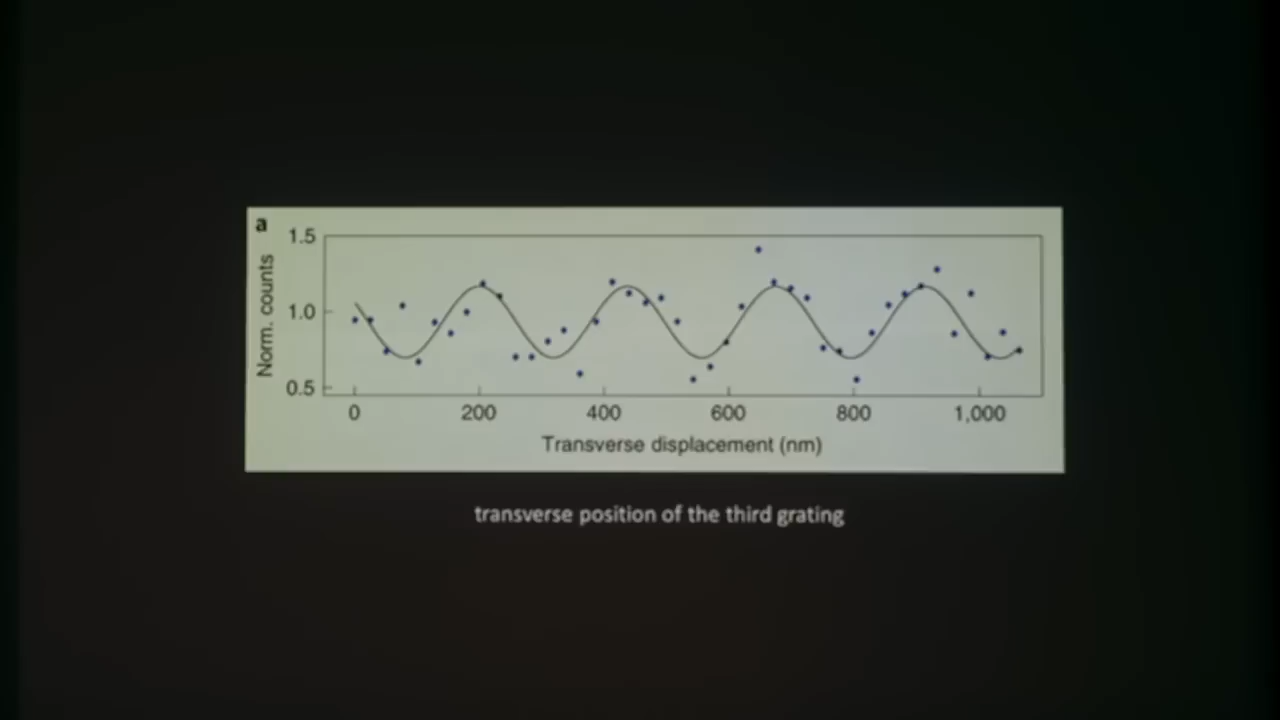 a
Norm. counts
1.5
1.0
0.5
0 200 400 600 800 1,000
Transverse displacement (nm)
transverse position of the third grating